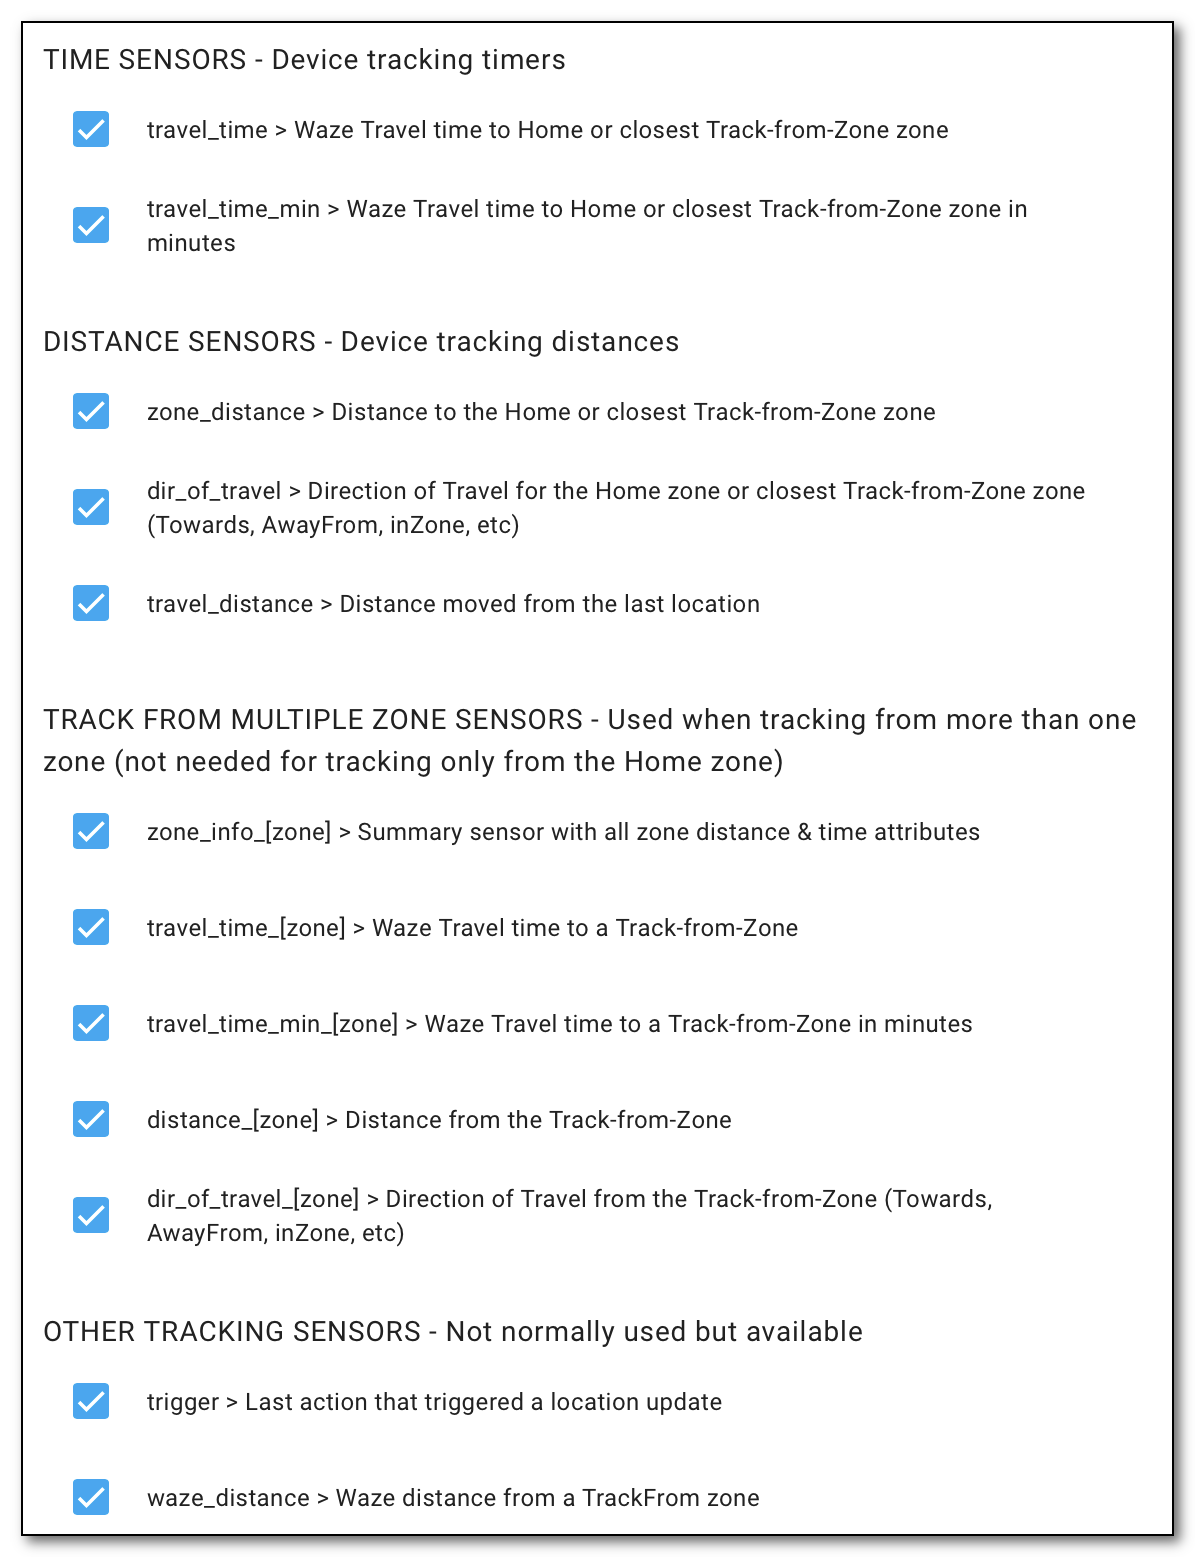 TIME SENSORS - Device tracking timers
travel_time > Waze Travel time to Home or closest Track-from-Zone zone
travel_time_min > Waze Travel time to Home or closest Track-from-Zone zone in
minutes
DISTANCE SENSORS - Device tracking distances
zone_distance > Distance to the Home or closest Track-from-Zone zone
dir_of_travel > Direction of Travel for the Home zone or closest Track-from-Zone zone
(Towards, AwayFrom, inZone, etc)
travel_distance > Distance moved from the last location
TRACK FROM MULTIPLE ZONE SENSORS - Used when tracking from more than one
zone (not needed for tracking only from the Home zone)
zone_info_[zone] > Summary sensor with all zone distance & time attributes
travel_time_[zone] > Waze Travel time to a Track-from-Zone
travel_time_min_[zone] > Waze Travel time to a Track-from-Zone in minutes
distance_[zone] > Distance from the Track-from-Zone
dir_of_travel_[zone] > Direction of Travel from the Track-from-Zone (Towards,
AwayFrom, inZone, etc)
OTHER TRACKING SENSORS - Not normally used but available
trigger > Last action that triggered a location update
waze_distance > Waze distance from a TrackFrom zone